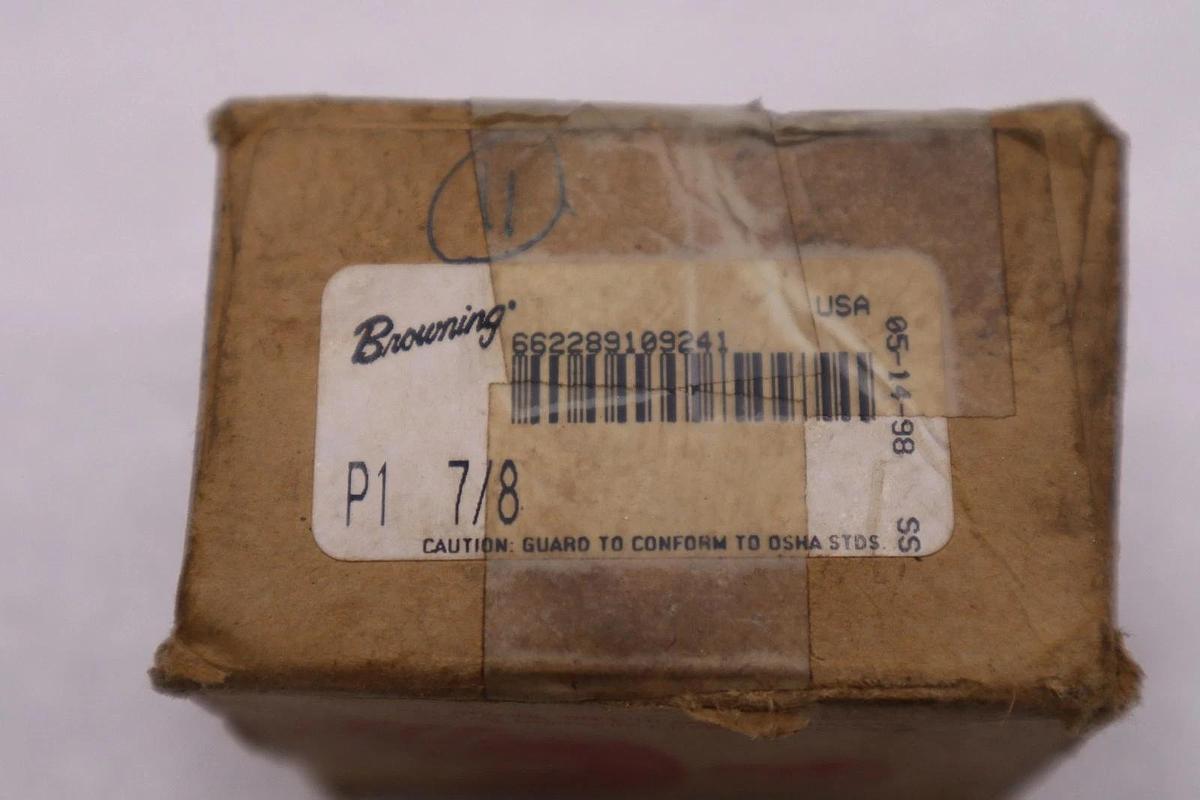 11
Browning
662289109241
USA
05-14-98 SS
P1 7/8
CAUTION: GUARD TO CONFORM TO OSHA STDS.